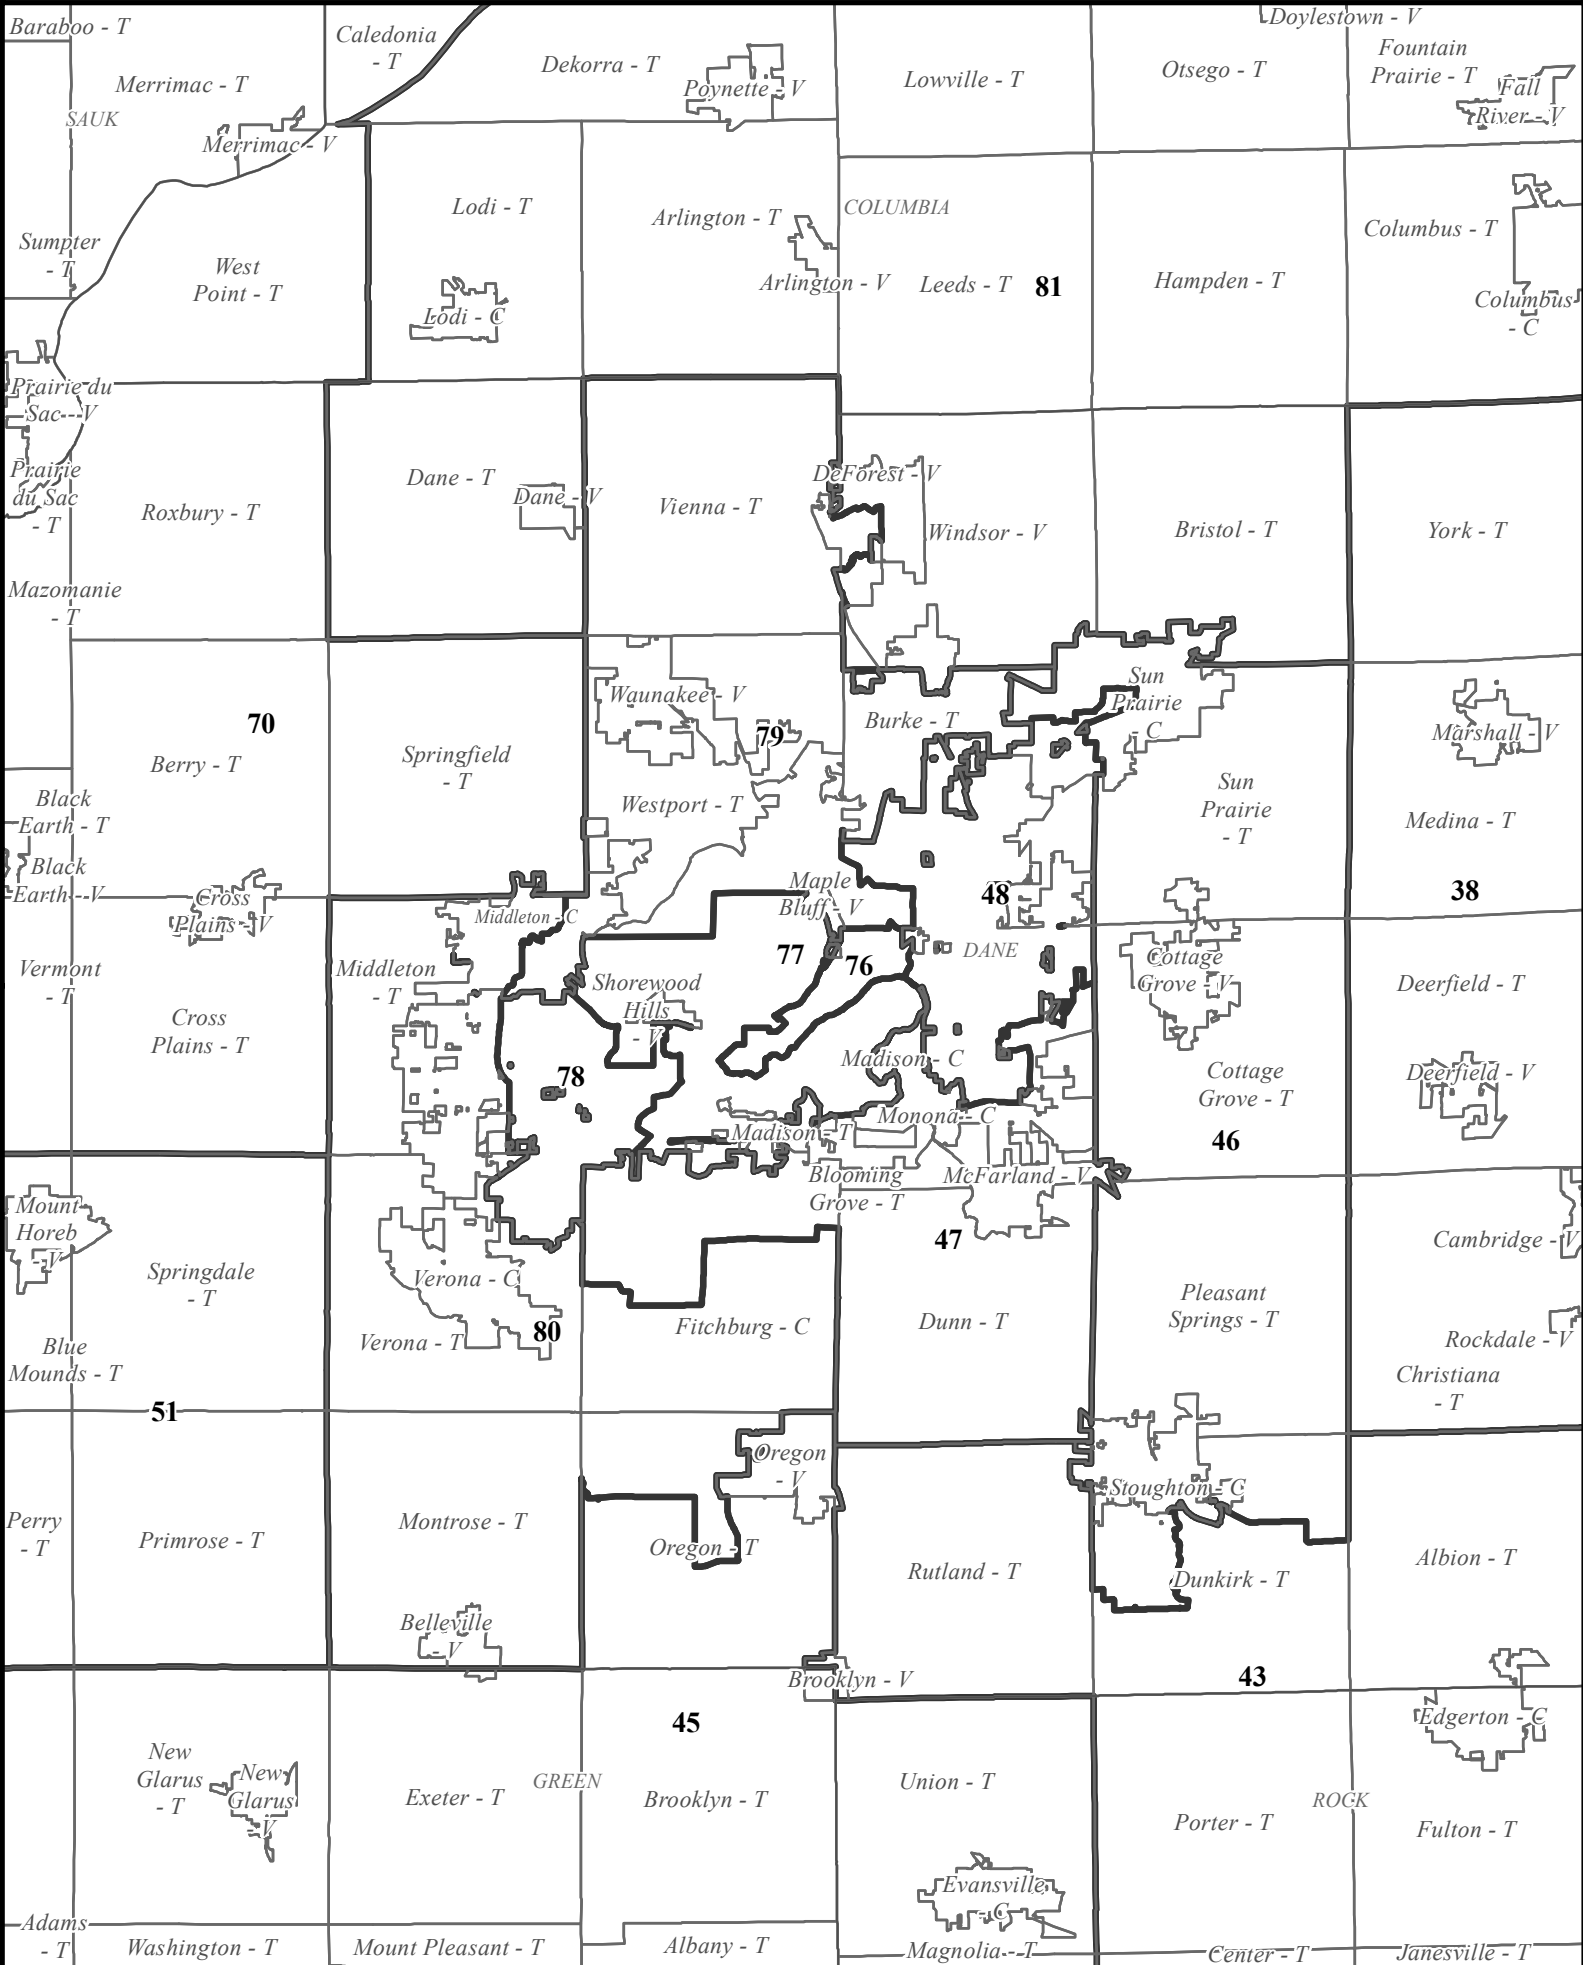 Baraboo - T
Caledonia
- T
Doylestown - V
Merrimac - T
Dekorra - T
Poynette - V
Lowville - T
Otsego - T
Fountain
Prairie - T
Fall
River - V
SAUK
Merrimac - V
Lodi - T
Arlington - T
COLUMBIA
Columbus - T
Sumpter
- T
West
Point - T
Lodi - C
Arlington - V
Leeds - T
81
Hampden - T
Columbus
- C
Prairie du
Sac - V
Prairie
du Sac
- T
Roxbury - T
Dane - T
Dane - V
Vienna - T
DeForest - V
Windsor - V
Bristol - T
York - T
Mazomanie
- T
70
Berry - T
Springfield
- T
Waunakee - V
79
Burke - T
Sun
Prairie
- C
Marshall - V
Westport - T
Sun
Prairie
- T
Medina - T
Black
Earth - T
Black
Earth - V
Cross
Plains - V
Middleton - C
Maple
Bluff - V
48
38
Vermont
- T
Middleton
- T
Shorewood
Hills
- V
77
76
DANE
Cottage
Grove - V
Deerfield - T
Cross
Plains - T
78
Madison - C
Cottage
Grove - T
Deerfield - V
Madison - T
Monona - C
46
Mount
Horeb
- V
Blooming
Grove - T
McFarland - V
Springdale
- T
Verona - C
47
Cambridge - V
Pleasant
Springs - T
Blue
Mounds - T
Verona - T
80
Fitchburg - C
Dunn - T
Rockdale - V
Christiana
- T
51
Oregon
- V
Stoughton - C
Perry
- T
Primrose - T
Montrose - T
Oregon - T
Rutland - T
Dunkirk - T
Albion - T
Belleville
- V
Brooklyn - V
43
45
Edgerton - C
New
Glarus
- T
New
Glarus
- V
Exeter - T
GREEN
Brooklyn - T
Union - T
Porter - T
ROCK
Fulton - T
Evansville
- C
Adams
- T
Washington - T
Mount Pleasant - T
Albany - T
Magnolia - T
Center - T
Janesville - T